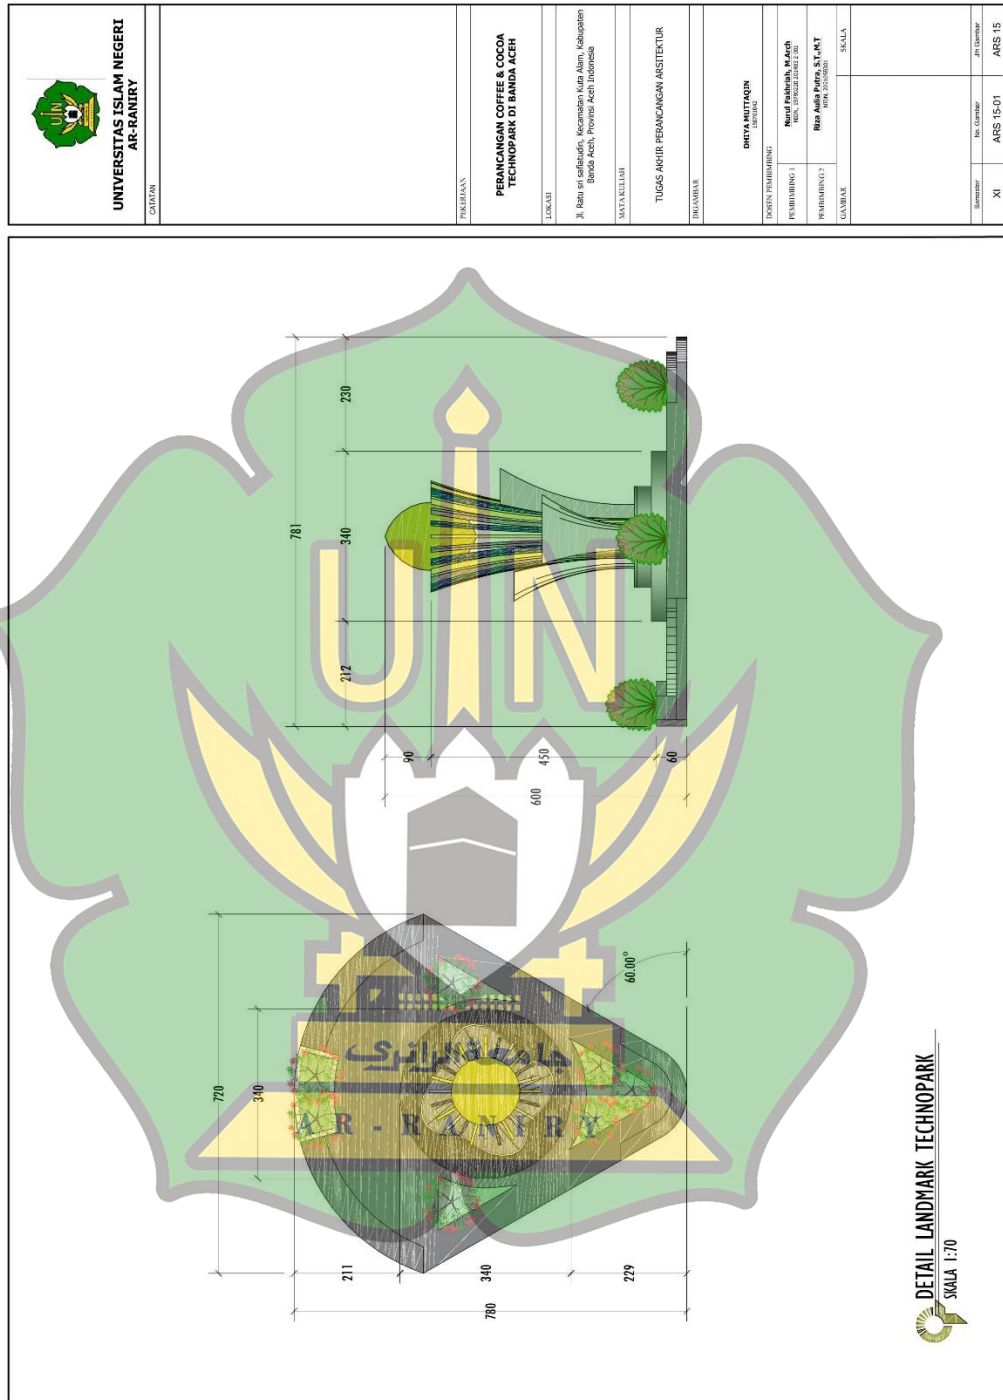 UIN
UNIVERSITAS ISLAM NEGERI
AR-RANIRY
CATATAN
PEKERJAAN
PERANCANGAN COFFEE & COCOA
TECHNOPARK DI BANDA ACEH
LOKASI
Jl. Ratu sri safiatudin, Kecamatan Kuta Alam, Kabupaten
Banda Aceh, Provinsi Aceh Indonesia
MATA KULIAH
TUGAS AKHIR PERANCANGAN ARSITEKTUR
DIGAMBAR
DHIYA MUTTAQIN
DOSEN PEMBIMBING
PEMBIMBING 1
Nurul Fakhriah, M.Arch
PEMBIMBING 2
Riza Aulia Putra, S.T.,M.T
GAMBAR
SKALA
Semester
No. Gambar
Jlh Gambar
XI
ARS 15-01
ARS 15
781
230
340
212
90
450
60
600
720
340
211
340
229
780
60.00°
UIN
جامعة الرانري
AR-RANIRY
DETAIL LANDMARK TECHNOPARK
SKALA 1:70